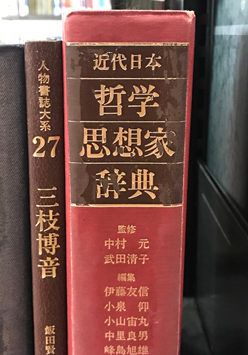 人物書誌大系
27
三枝博音
飯田賢
近代日本
哲学
思想家
辞典
監修
中村 元
武田清子
編集
伊藤友信
小泉 仰
小山宙丸
中里良男
峰島旭雄